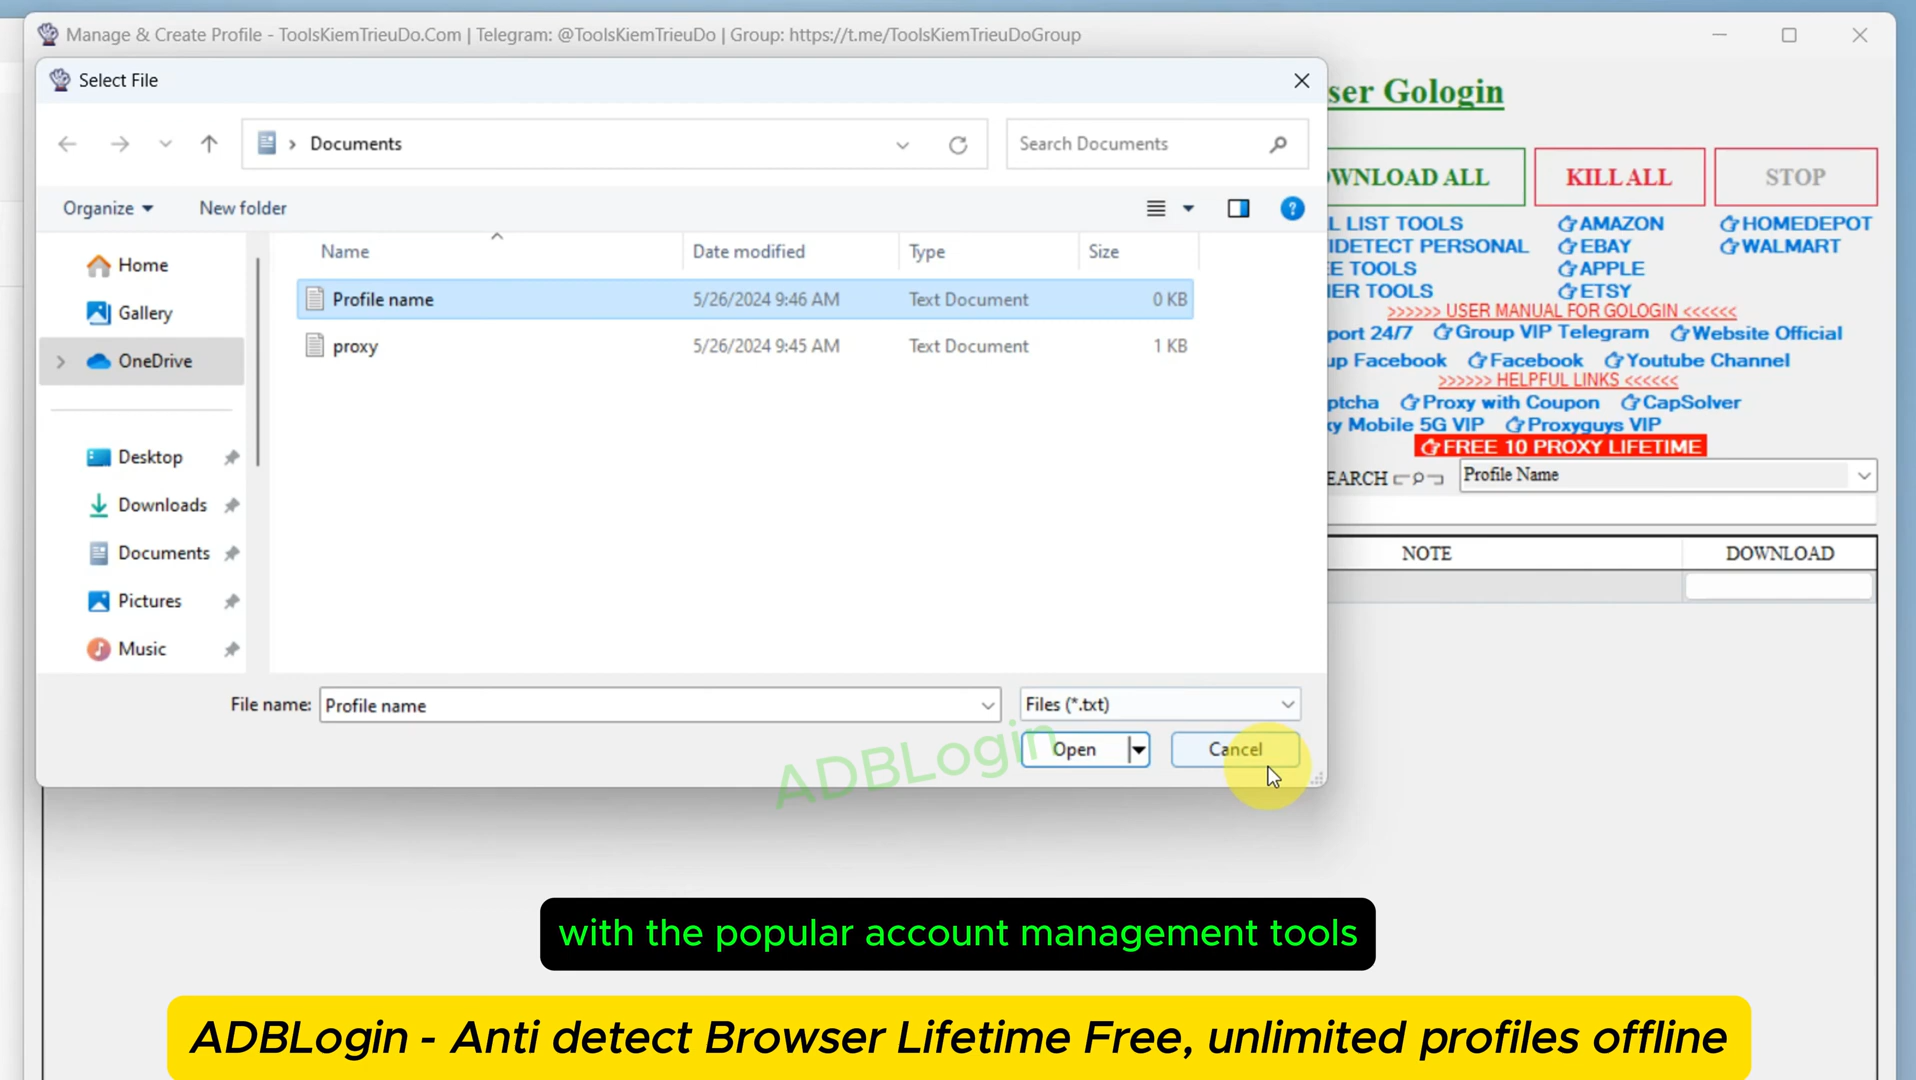 Manage & Create Profile - ToolsKiemTrieuDo.Com | Telegram: @ToolsKiemTrieuDo | Group: https://t.me/ToolsKiemTrieuDoGroup
Select File
ser Gologin
Documents
Search Documents
WNLOAD ALL
KILL ALL
STOP
Organize
New folder
L LIST TOOLS
AMAZON
HOMEDEPOT
IDETECT PERSONAL
EBAY
WALMART
E TOOLS
APPLE
IER TOOLS
ETSY
Name
Date modified
Type
Size
Home
Profile name
5/26/2024 9:46 AM
Text Document
0 KB
Gallery
>>>>>> USER MANUAL FOR GOLOGIN <<<<<<
port 24/7
Group VIP Telegram
Website Official
proxy
5/26/2024 9:45 AM
Text Document
1 KB
OneDrive
up Facebook
Facebook
Youtube Channel
>>>>>> HELPFUL LINKS <<<<<<
ptcha
Proxy with Coupon
CapSolver
xy Mobile 5G VIP
Proxyguys VIP
FREE 10 PROXY LIFETIME
Desktop
EARCH
Profile Name
Downloads
Documents
NOTE
DOWNLOAD
Pictures
Music
File name:
Profile name
Files (*.txt)
Open
Cancel
ADBLogin
with the popular account management tools
ADBLogin - Anti detect Browser Lifetime Free, unlimited profiles offline